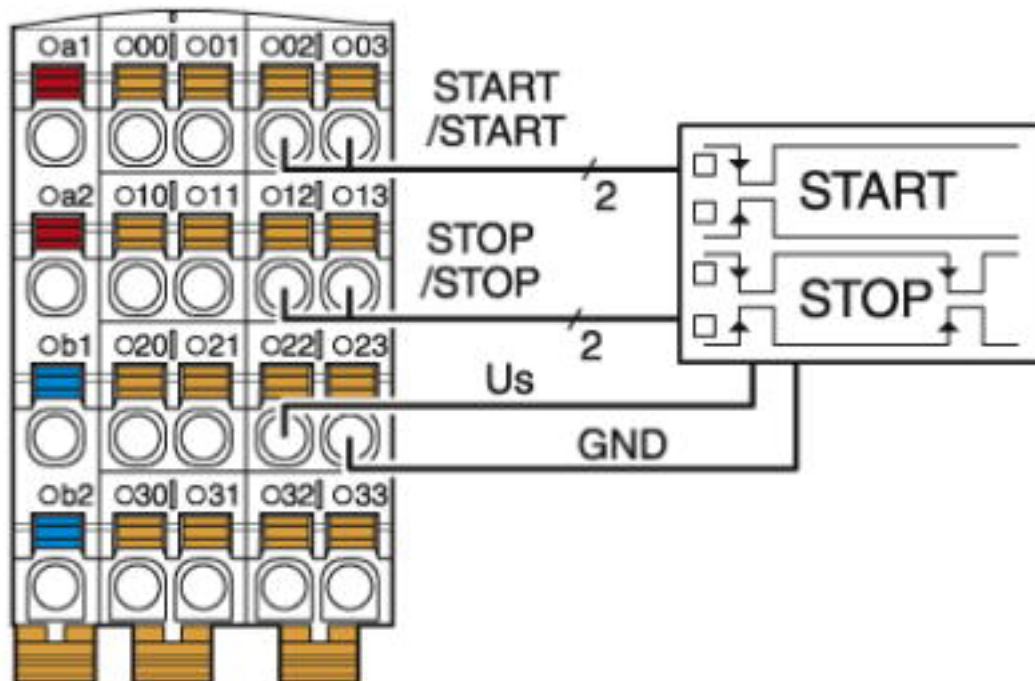 a1 00 01 02 03
START
/START
2
START
a2 10 11 12 13
STOP
/STOP
2
STOP
b1 20 21 22 23
Us
GND
b2 30 31 32 33